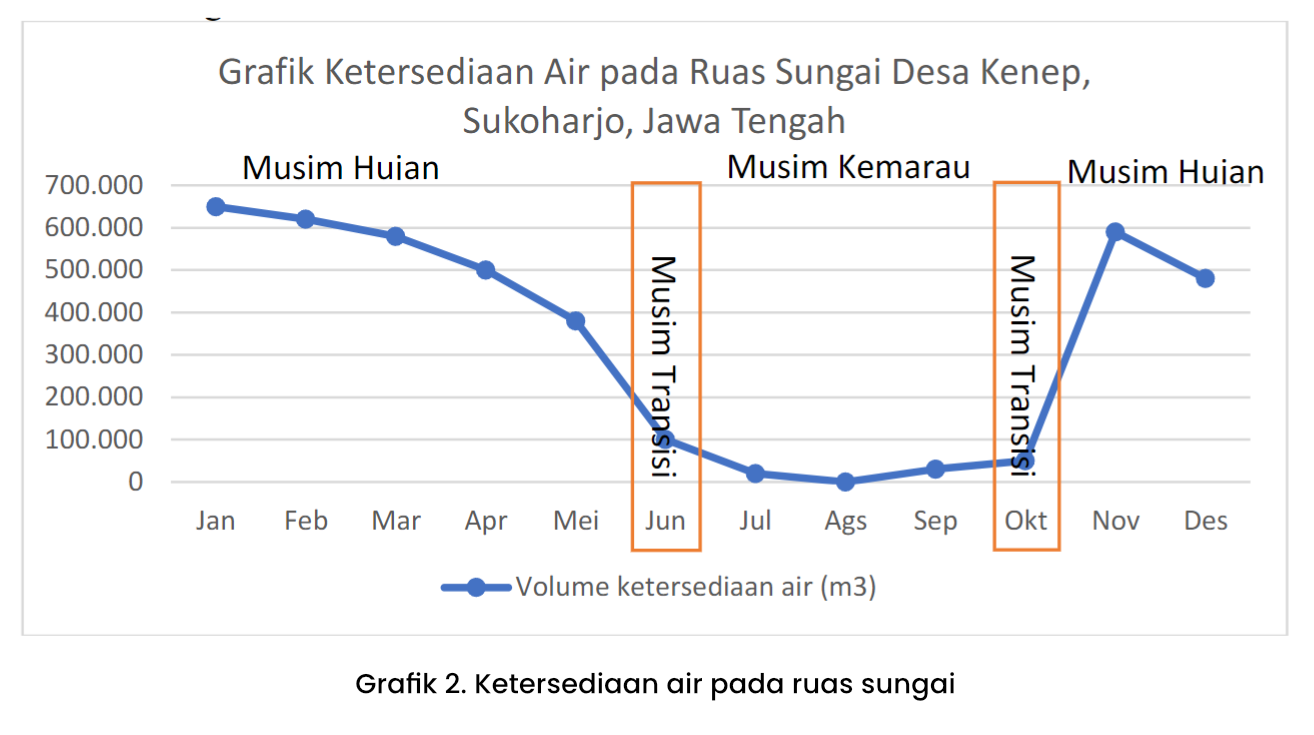 Grafik Ketersediaan Air pada Ruas Sungai Desa Kenep,
Sukoharjo, Jawa Tengah
Musim Huian
Musim Kemarau
Musim Huian
700.000
600.000
500.000
400.000
300.000
200.000
100.000
0
Musim Transisi
Musim Transisi
Jan Feb Mar Apr Mei Jun Jul Ags Sep Okt Nov Des
Volume ketersediaan air (m3)
Grafik 2. Ketersediaan air pada ruas sungai